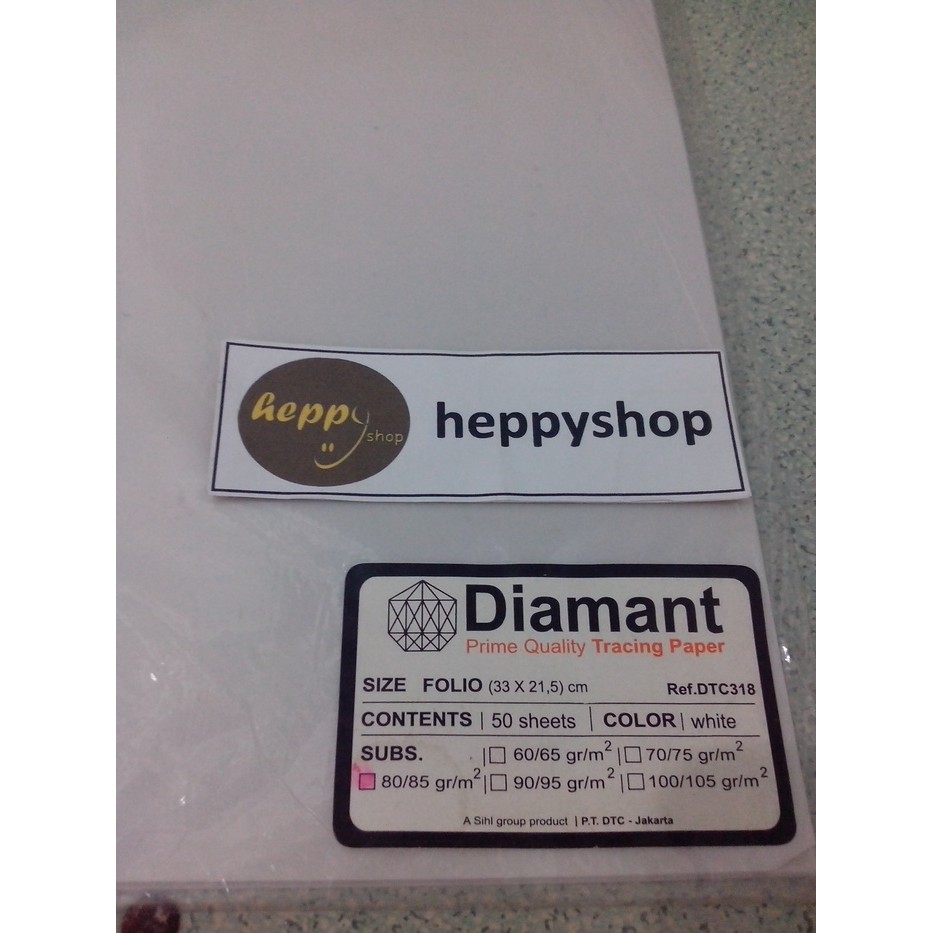 heppy
shop
heppyshop
Diamant
Prime Quality Tracing Paper
SIZE FOLIO (33 X 21,5) cm Ref.DTC318
CONTENTS | 50 sheets | COLOR | white
SUBS. | 60/65 gr/m² | 70/75 gr/m²
80/85 gr/m² | 90/95 gr/m² | 100/105 gr/m²
A Sihl group product | P.T. DTC - Jakarta